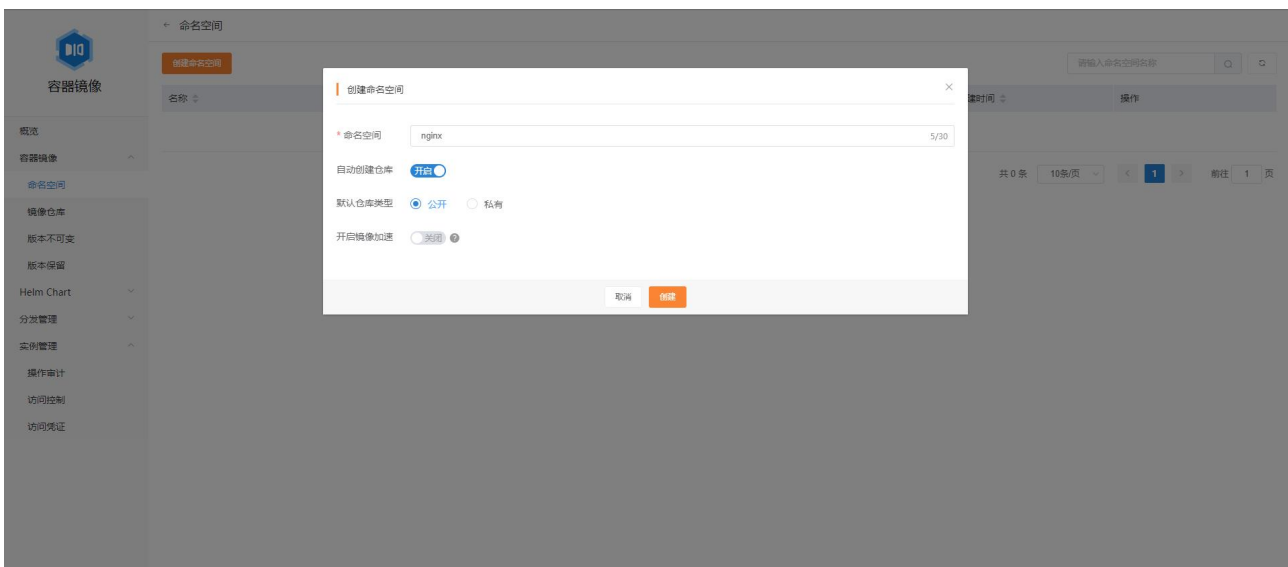 ← 命名空间
容器镜像
创建命名空间
请输入命名空间名称
名称
建时间
操作
概览
容器镜像
命名空间
镜像仓库
版本不可变
版本保留
Helm Chart
分发管理
实例管理
操作审计
访问控制
访问凭证
共 0 条 10条/页 < 1 > 前往 1 页
创建命名空间
* 命名空间 nginx 5/30
自动创建仓库 开启
默认仓库类型 公开 私有
开启镜像加速 关闭 ?
取消 创建